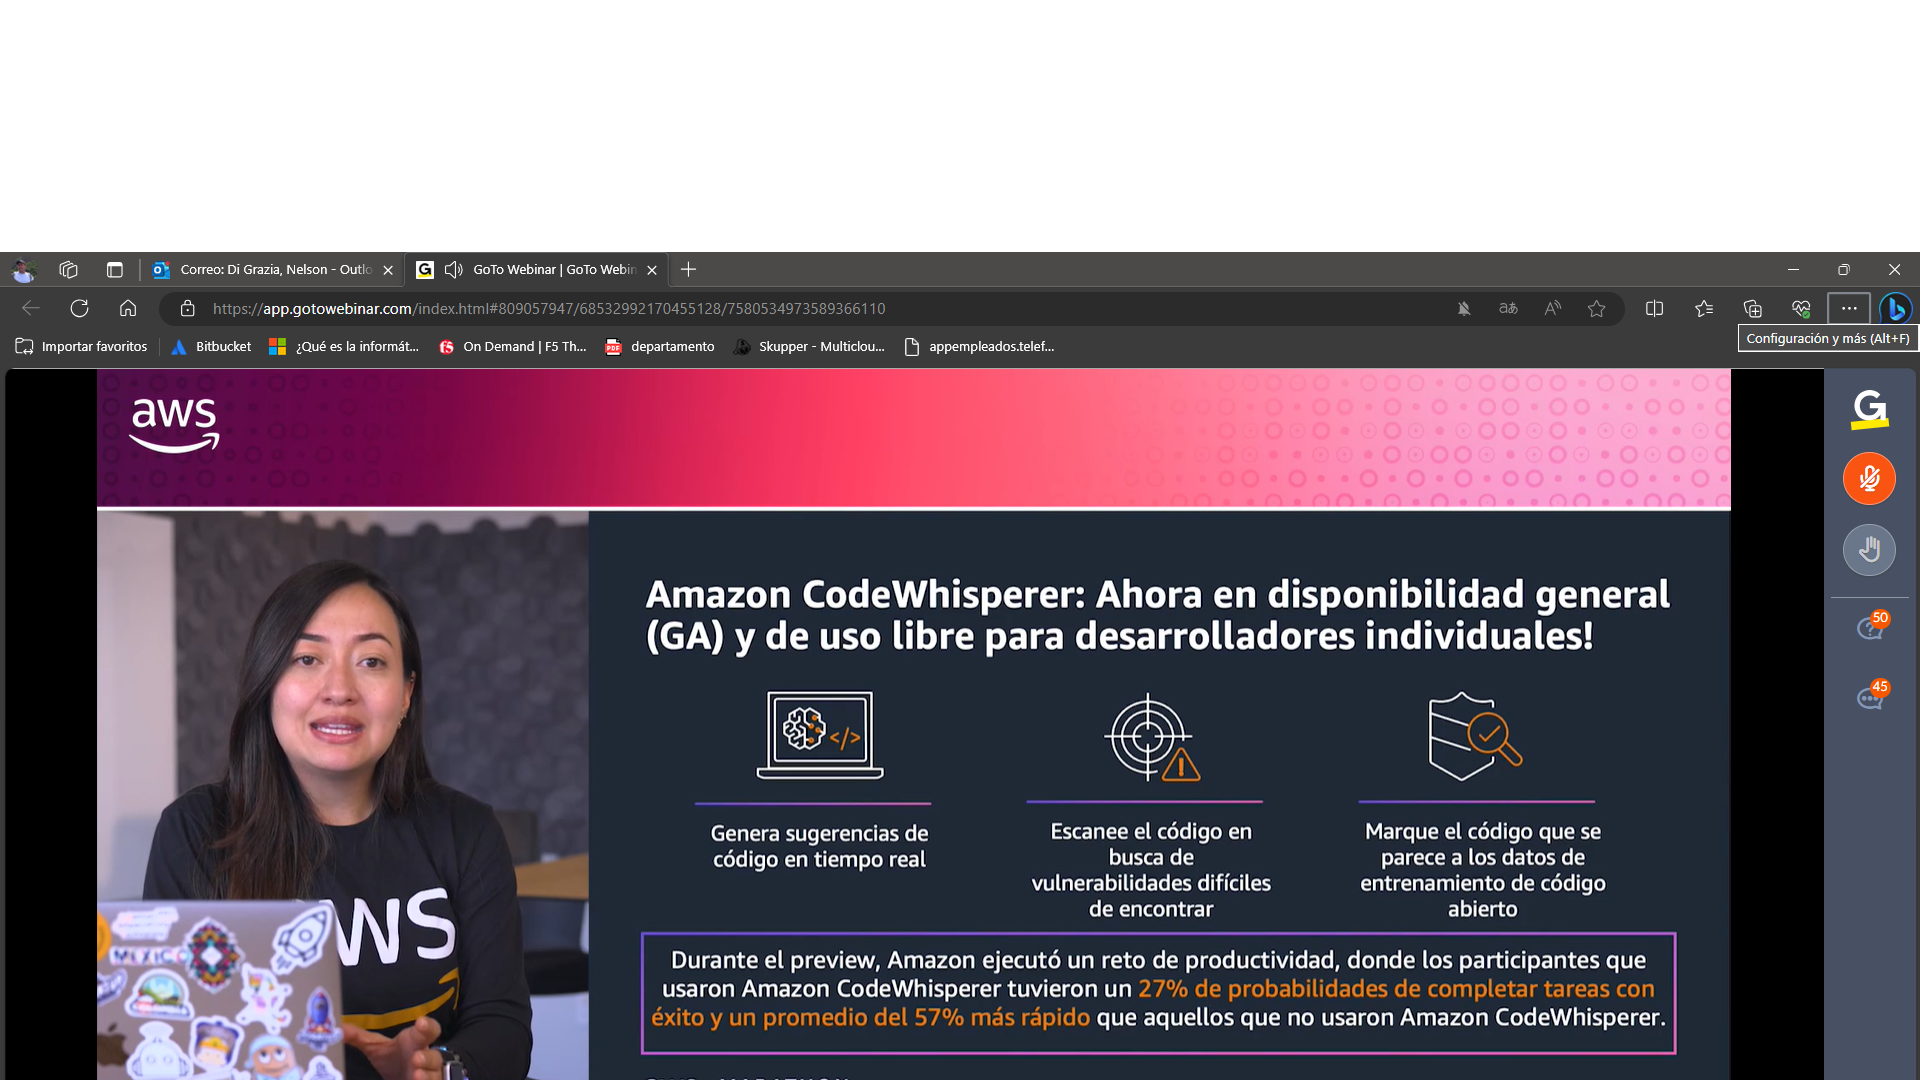 Correo: Di Grazia, Nelson - Outlo
GoTo Webinar | GoTo Webin
https://app.gotowebinar.com/index.html#809057947/68532992170455128/7580534973589366110
aあ
Importar favoritos
Bitbucket
¿Qué es la informát...
On Demand | F5 Th...
PDF
departamento
Skupper - Multiclou...
appempleados.telef...
Configuración y más (Alt+F)
aws
G
50
45
Amazon CodeWhisperer: Ahora en disponibilidad general
(GA) y de uso libre para desarrolladores individuales!
</>
Genera sugerencias de
código en tiempo real
Escanee el código en
busca de
vulnerabilidades difíciles
de encontrar
Marque el código que se
parece a los datos de
entrenamiento de código
abierto
Durante el preview, Amazon ejecutó un reto de productividad, donde los participantes que
usaron Amazon CodeWhisperer tuvieron un 27% de probabilidades de completar tareas con
éxito y un promedio del 57% más rápido que aquellos que no usaron Amazon CodeWhisperer.
aws
MEXICO